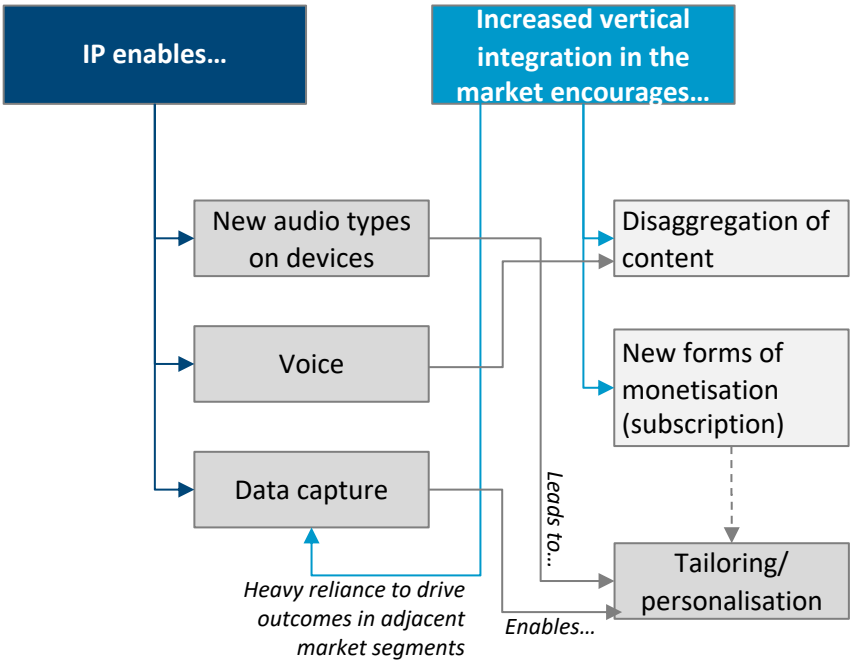 IP enables…
Increased vertical
integration in the
market encourages…
New audio types
on devices
Disaggregation of
content
Voice
New forms of
monetisation
(subscription)
Data capture
Leads to…
Tailoring/
personalisation
Heavy reliance to drive
outcomes in adjacent
market segments
Enables…